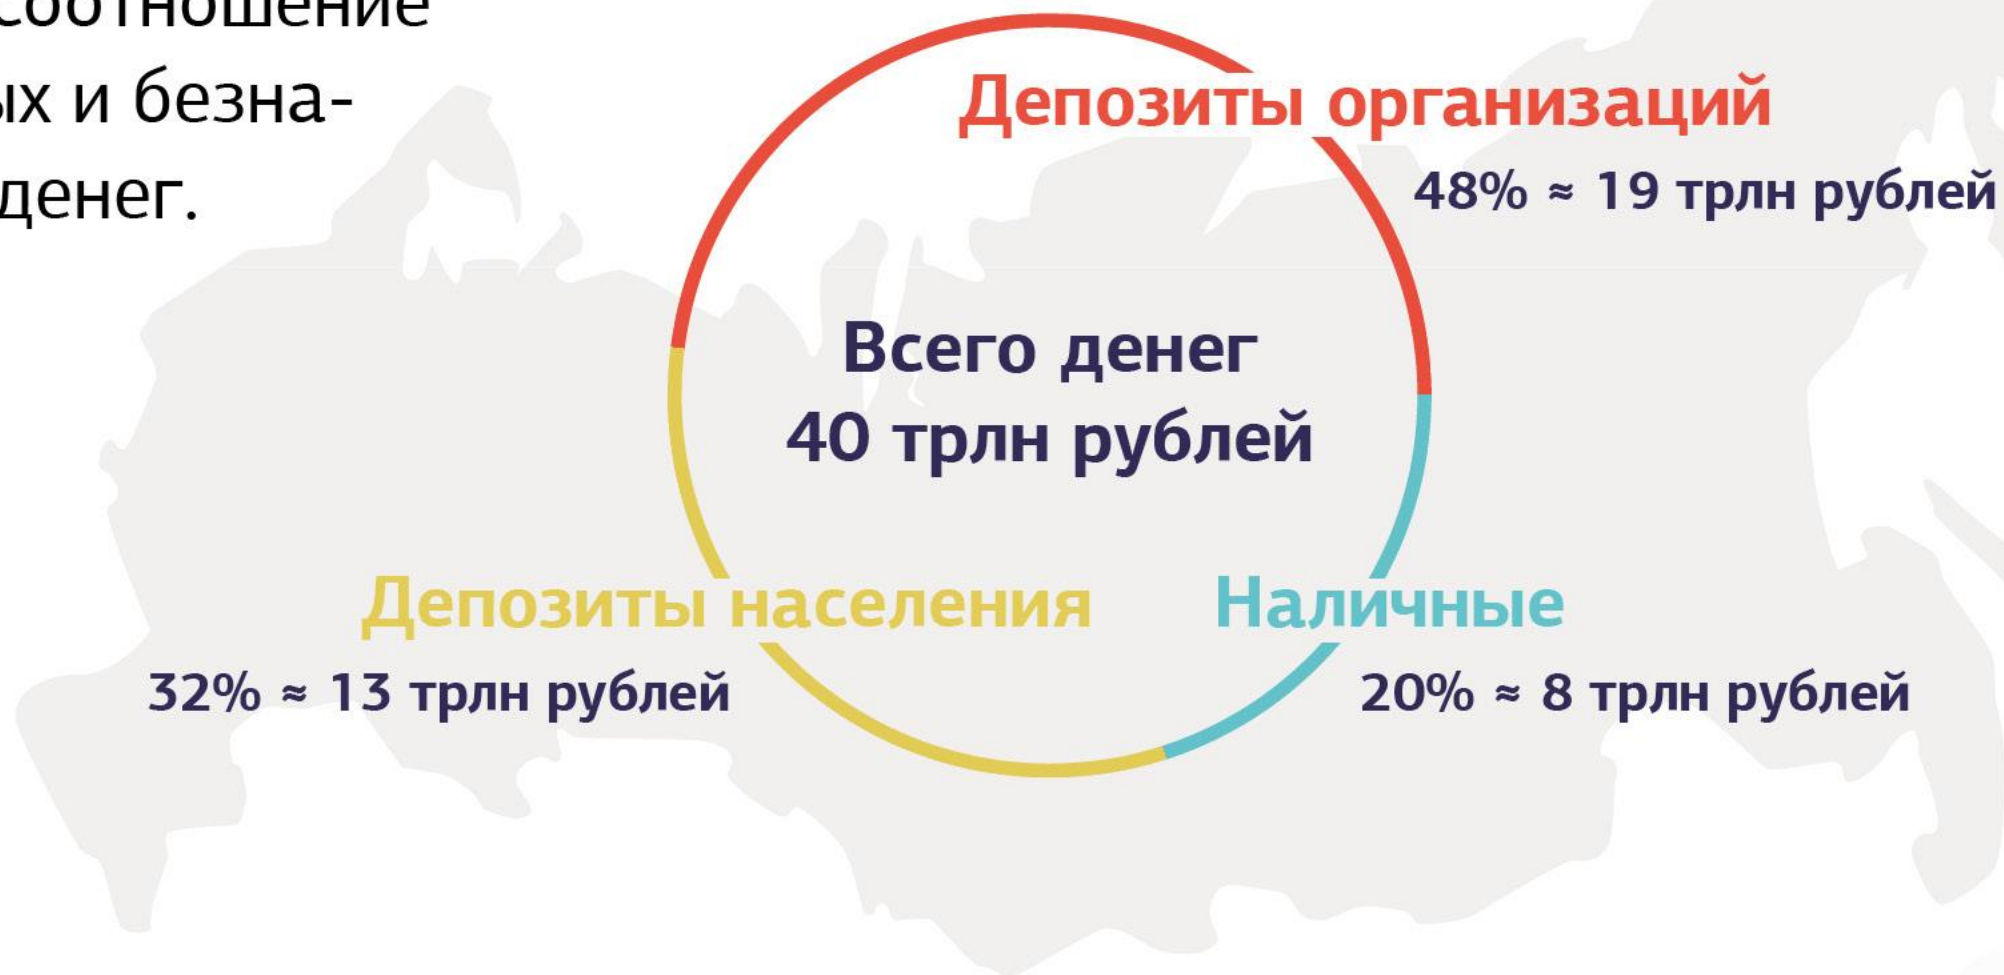 соотношение
ых и безна-
денег.
Депозиты организаций
48% ≈ 19 трлн рублей
Всего денег
40 трлн рублей
Депозиты населения
32% ≈ 13 трлн рублей
Наличные
20% ≈ 8 трлн рублей